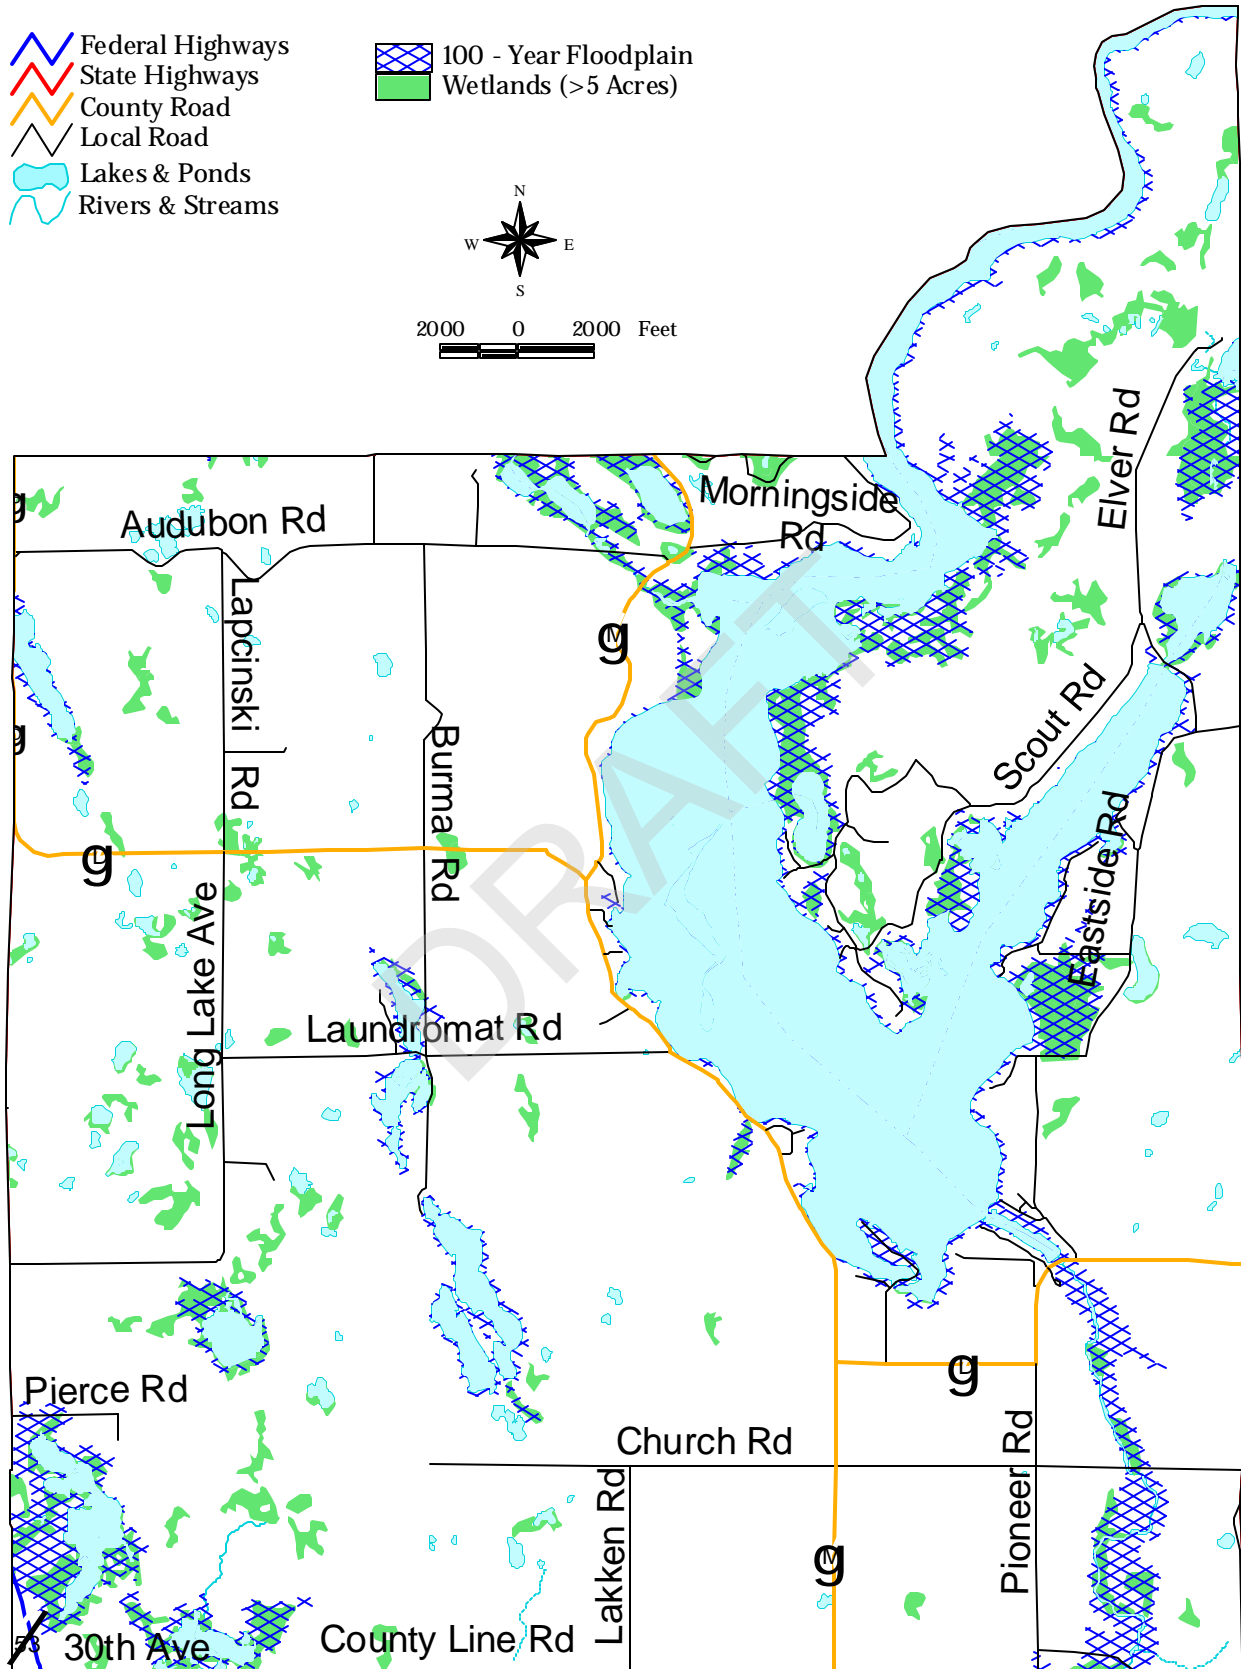 Federal Highways
State Highways
County Road
Local Road
Lakes & Ponds
Rivers & Streams
100 - Year Floodplain
Wetlands (>5 Acres)
N
W E
S
2000 0 2000 Feet
Elver Rd
Morningside
Rd
g
Audubon Rd
Lapcinski
Rd
g
M
Scout Rd
g
Burma Rd
Eastside Rd
g
L
Long Lake Ave
DRAFT
Laundromat Rd
g
L
Pierce Rd
Church Rd
Pioneer Rd
Lakken Rd
g
M
53
30th Ave
County Line Rd